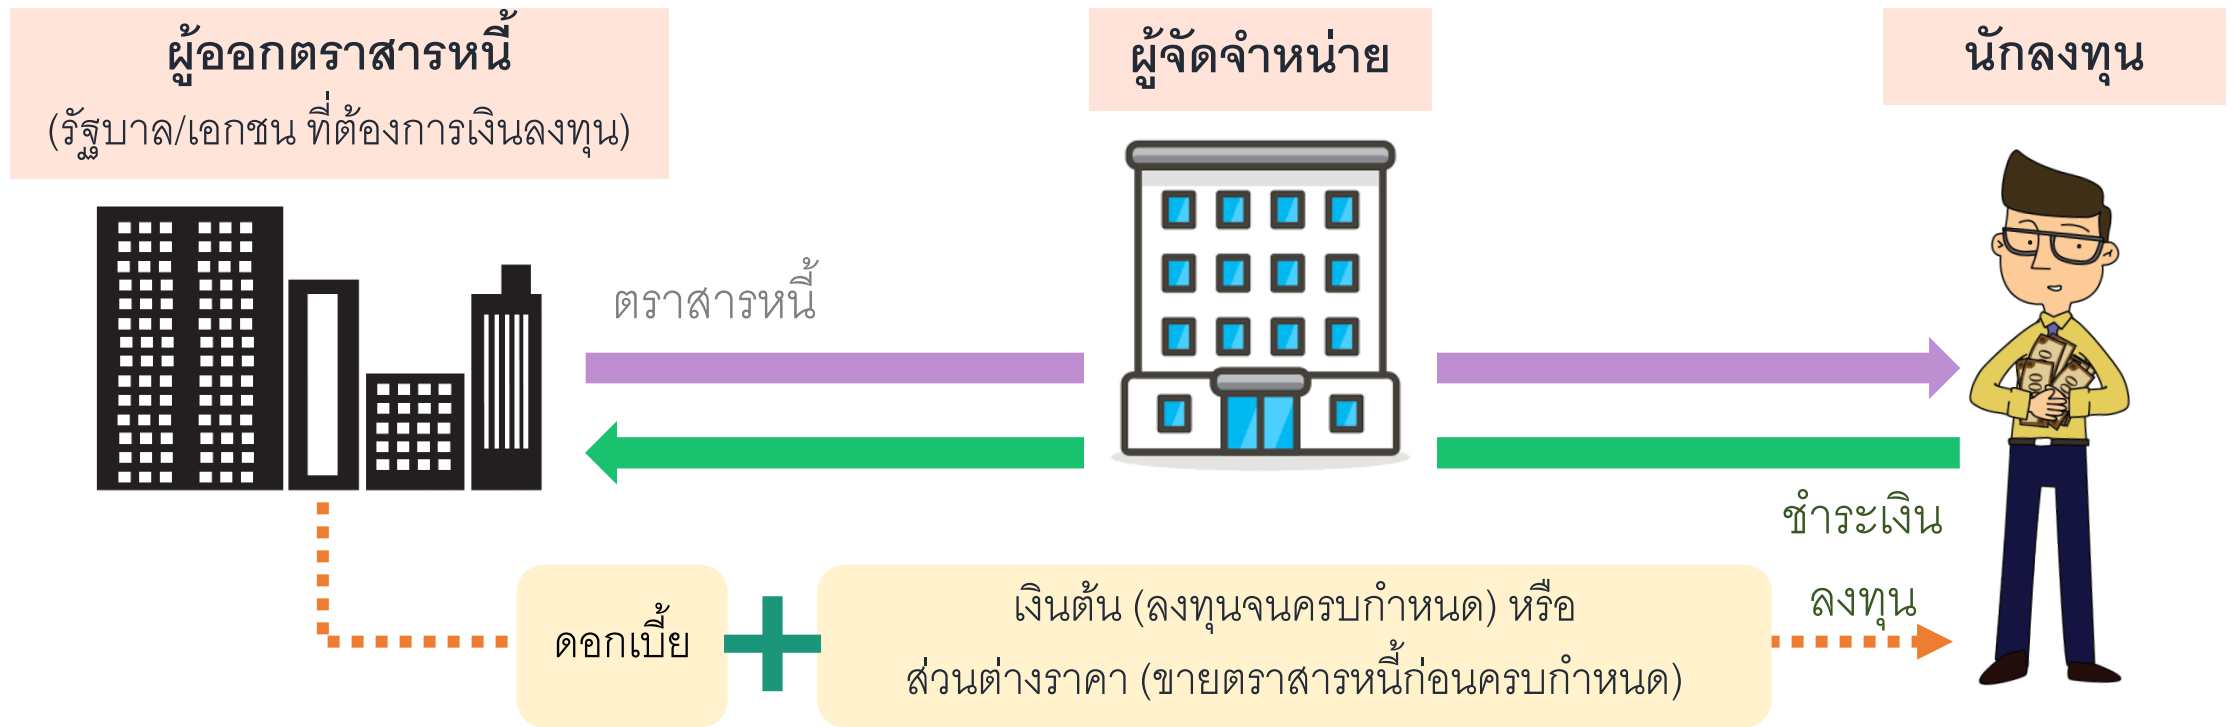 ผู้ออกตราสารหนี้
(รัฐบาล/เอกชน ที่ต้องการเงินลงทุน)
ผู้จัดจำหน่าย
นักลงทุน
ตราสารหนี้
ชำระเงิน
ลงทุน
ดอกเบี้ย
เงินต้น (ลงทุนจนครบกำหนด) หรือ
ส่วนต่างราคา (ขายตราสารหนี้ก่อนครบกำหนด)